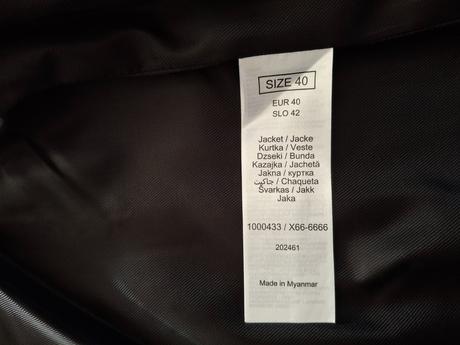 SIZE 40
EUR 40
SLO 42
Jacket / Jacke
Kurtka / Veste
Dzseki / Bunda
Kazajka / Jachetă
Jakna / куртка
جاكيت / Chaqueta
Švarkas / Jakk
Jaka
1000433 / X66-6666
202461
Made in Myanmar